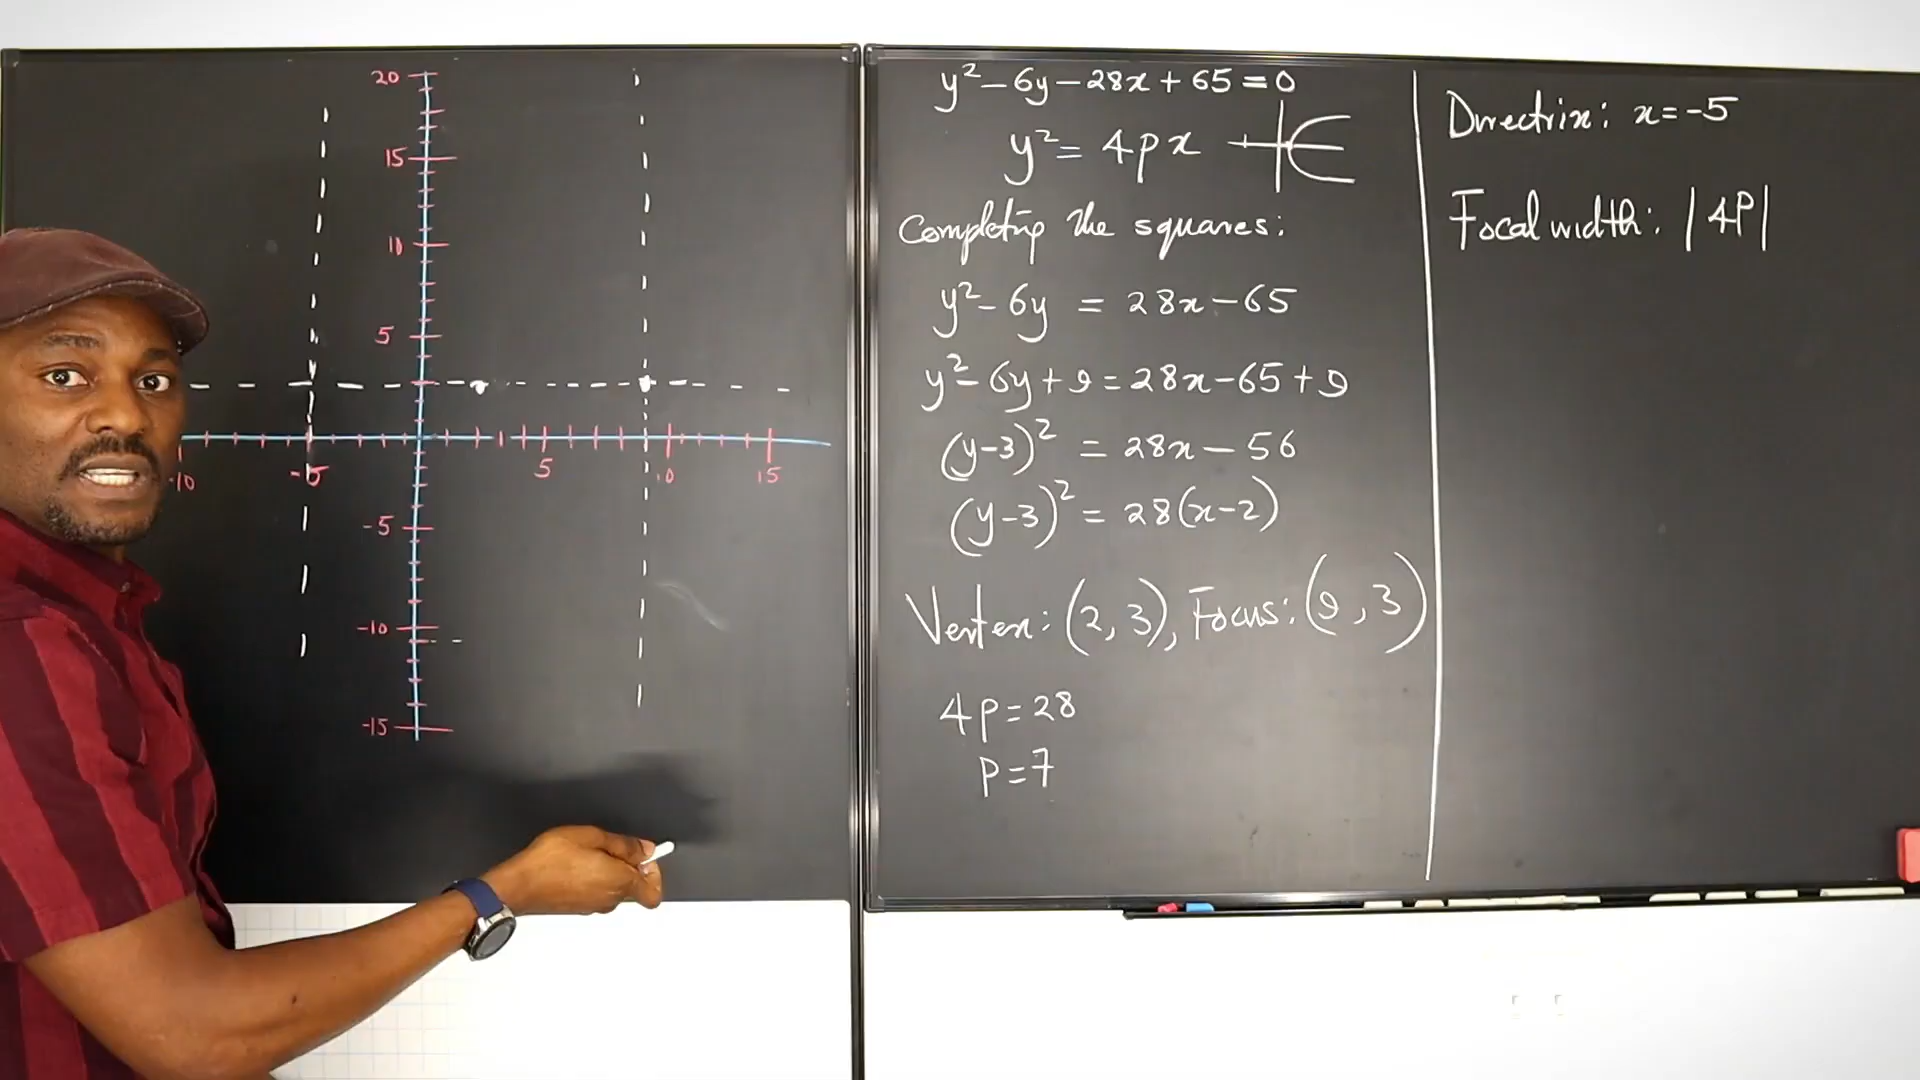 20
15
10
5
-10 -5 5 10 15
-5
-10
-15
y² - 6y - 28x + 65 = 0
y² = 4px
Completing the squares:
y² - 6y = 28x - 65
y² - 6y + 9 = 28x - 65 + 9
(y-3)² = 28x - 56
(y-3)² = 28(x-2)
Vertex: (2, 3), Focus: (9, 3)
4p = 28
p = 7
Directrix: x = -5
Focal width: |4P|